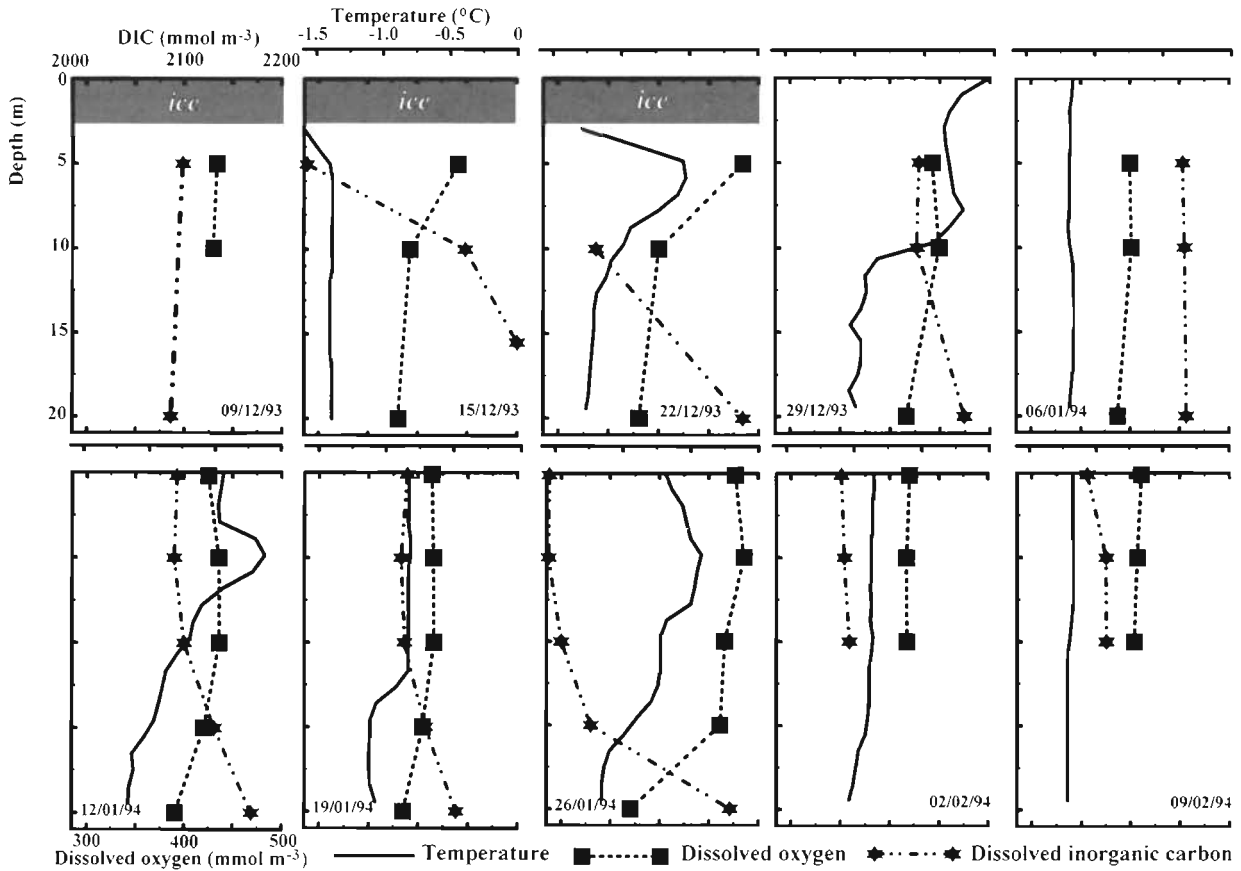 Temperature (°C)
DIC (mmol m-3)
-1.5 -1.0 -0.5 0
2000 2100 2200
Depth (m)
0
5
10
15
20
ice
ice
ice
09/12/93
15/12/93
22/12/93
29/12/93
06/01/94
12/01/94
19/01/94
26/01/94
02/02/94
09/02/94
300 400 500
Dissolved oxygen (mmol m-3)
Temperature
Dissolved oxygen
Dissolved inorganic carbon